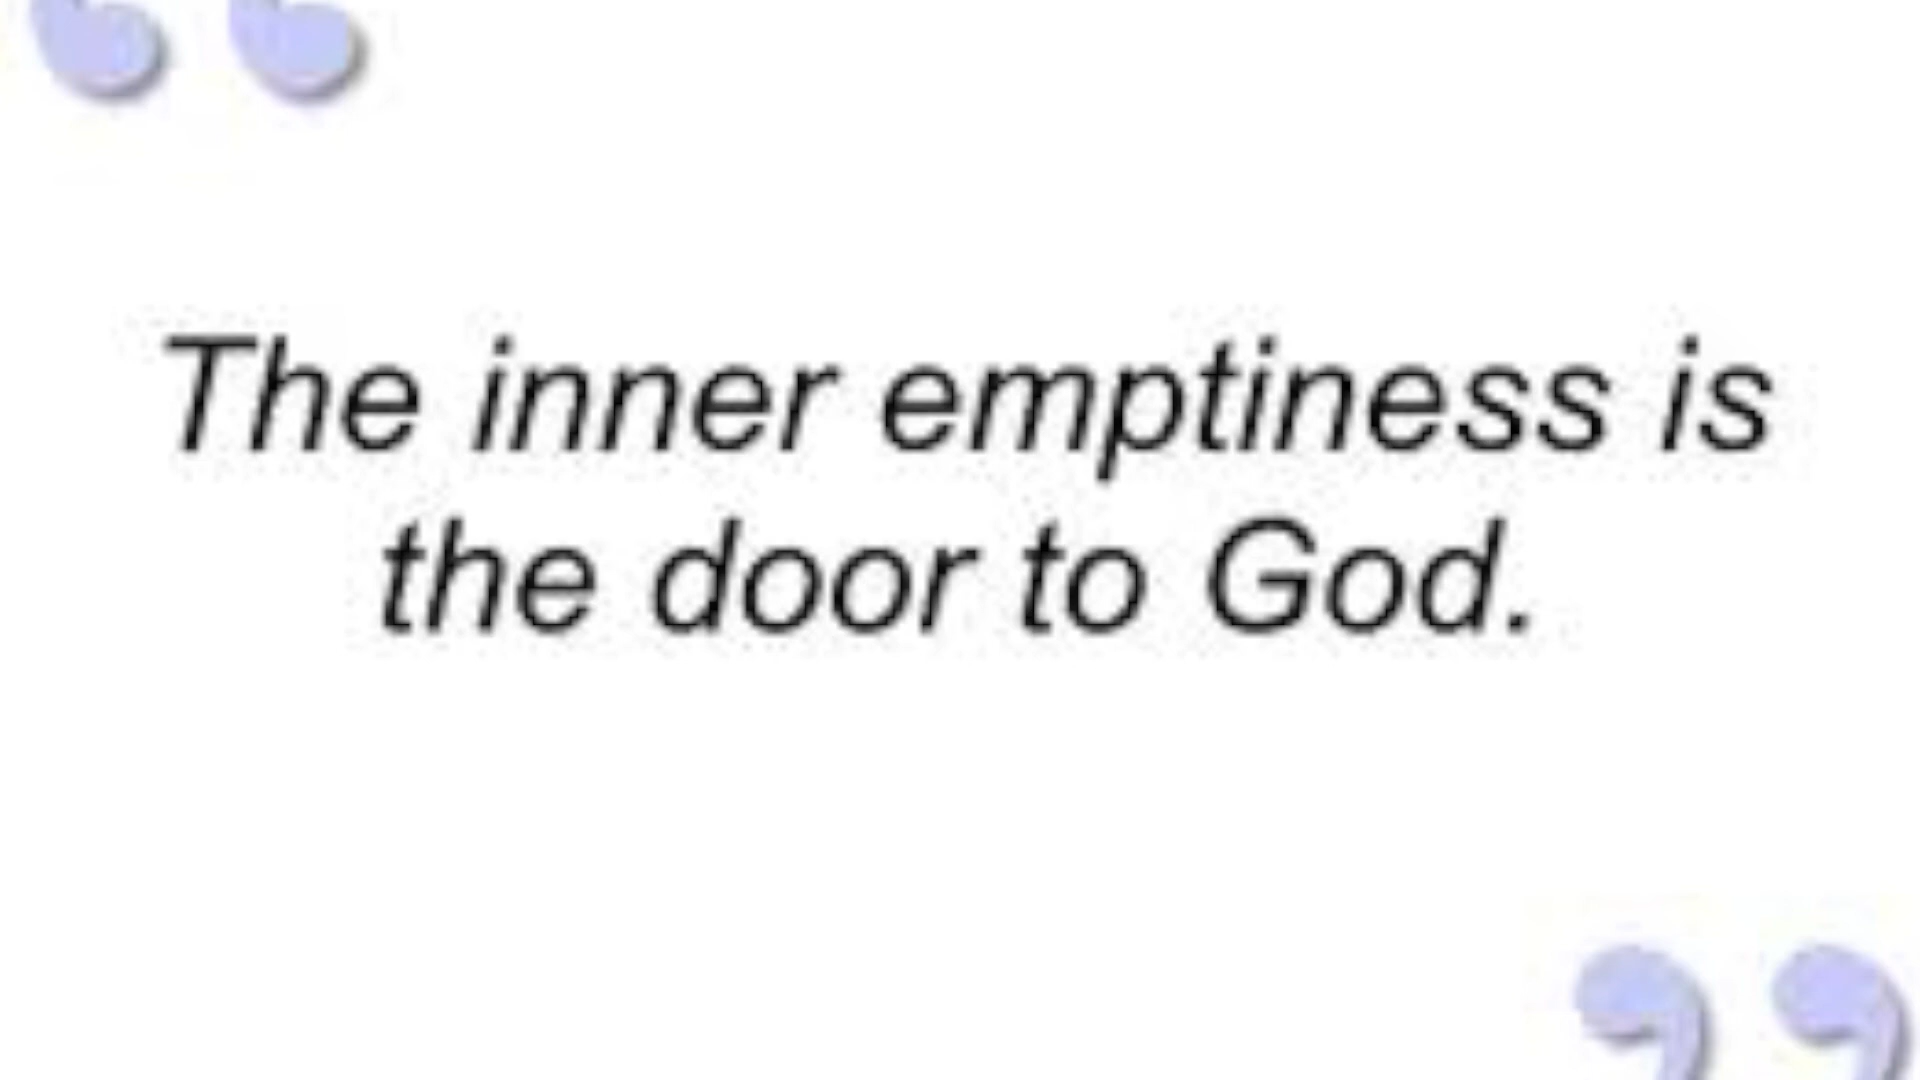 The inner emptiness is
the door to God.